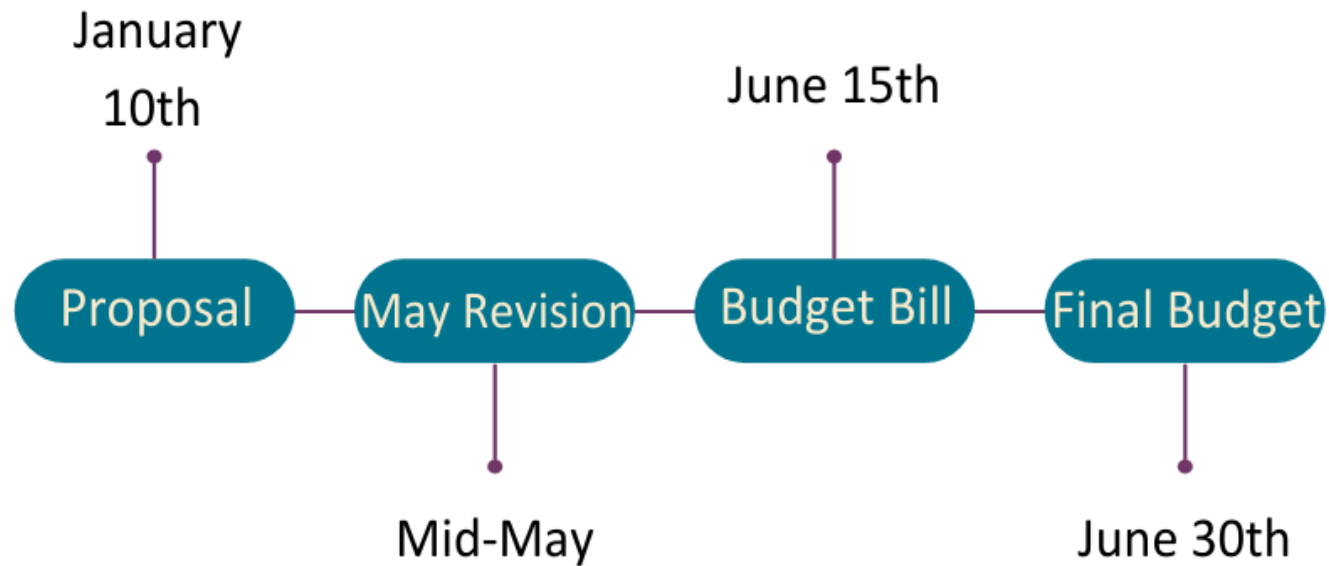 January
10th
June 15th
Proposal
May Revision
Budget Bill
Final Budget
Mid-May
June 30th